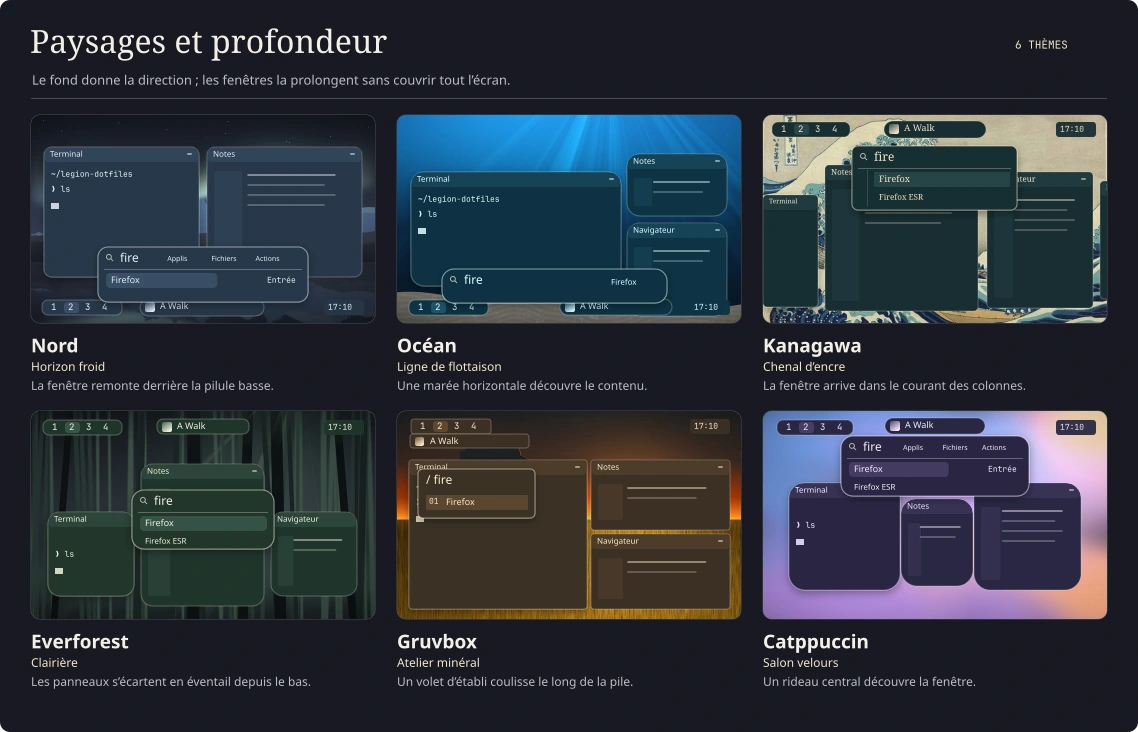 Paysages et profondeur
6 THÈMES
Le fond donne la direction ; les fenêtres la prolongent sans couvrir tout l’écran.
Terminal
Notes
~/legion-dotfiles
❯ ls
fire
Applis
Fichiers
Actions
Firefox
Entrée
1 2 3 4
A Walk
17:10
Notes
Terminal
~/legion-dotfiles
❯ ls
Navigateur
fire
Firefox
1 2 3 4
A Walk
17:10
1 2 3 4
A Walk
17:10
fire
Notes
Firefox
Firefox ESR
Terminal
Nord
Horizon froid
La fenêtre remonte derrière la pilule basse.
Océan
Ligne de flottaison
Une marée horizontale découvre le contenu.
Kanagawa
Chenal d’encre
La fenêtre arrive dans le courant des colonnes.
1 2 3 4
A Walk
17:10
Notes
fire
Terminal
Firefox
Navigateur
Firefox ESR
❯ ls
1 2 3 4
17:10
A Walk
Terminal
Notes
/ fire
01 Firefox
Navigateur
1 2 3 4
A Walk
17:10
fire
Applis
Fichiers
Actions
Firefox
Entrée
Firefox ESR
Terminal
Notes
❯ ls
Everforest
Clairière
Les panneaux s’écartent en éventail depuis le bas.
Gruvbox
Atelier minéral
Un volet d’établi coulisse le long de la pile.
Catppuccin
Salon velours
Un rideau central découvre la fenêtre.